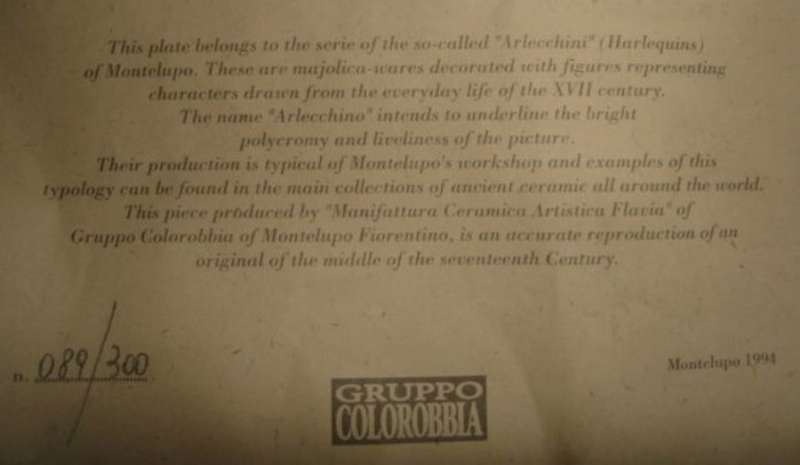 This plate belongs to the serie of the so-called "Arlecchini" (Harlequins)
of Montelupo. These are majolica-wares decorated with figures representing
characters drawn from the everyday life of the XVII century.
The name "Arlecchino" intends to underline the bright
polycromy and liveliness of the picture.
Their production is typical of Montelupo's workshop and examples of this
typology can be found in the main collections of ancient ceramic all around the world.
This piece produced by "Manifattura Ceramica Artistica Flavia" of
Gruppo Colorobbia of Montelupo Fiorentino, is an accurate reproduction of an
original of the middle of the seventeenth Century.
n. 089/300
Montelupo 1994
GRUPPO
COLOROBBIA